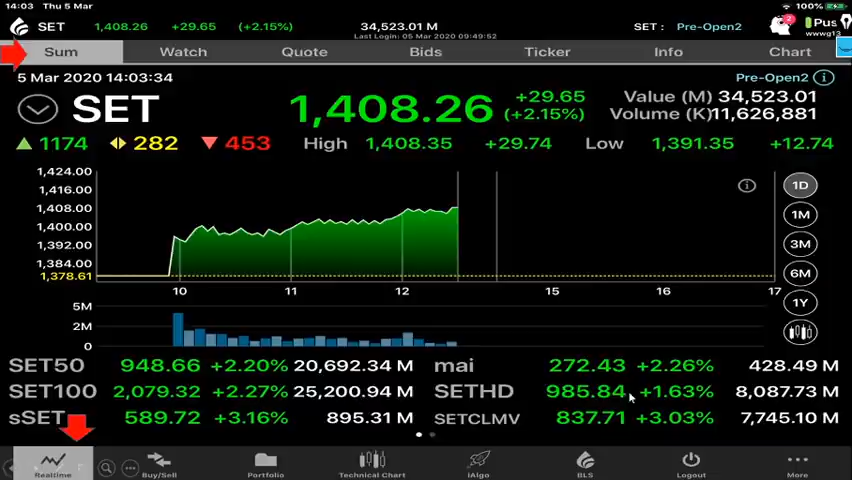 14:03 Thu 5 Mar 100%
SET 1,408.26 +29.65 (+2.15%) 34,523.01 M SET : Pre-Open2 2 Pus
Last Login: 05 Mar 2020 09:49:52 wwwg13
Sum Watch Quote Bids Ticker Info Chart
5 Mar 2020 14:03:34 Pre-Open2
SET 1,408.26 +29.65 (+2.15%)
Value (M) 34,523.01
Volume (K) 11,626,881
1174 282 453 High 1,408.35 +29.74 Low 1,391.35 +12.74
1,424.00
1,416.00
1,408.00
1,400.00
1,392.00
1,384.00
1,378.61
10 11 12 15 16 17
5M
2M
0
1D
1M
3M
6M
1Y
SET50 948.66 +2.20% 20,692.34 M mai 272.43 +2.26% 428.49 M
SET100 2,079.32 +2.27% 25,200.94 M SETHD 985.84 +1.63% 8,087.73 M
sSET 589.72 +3.16% 895.31 M SETCLMV 837.71 +3.03% 7,745.10 M
Realtime Buy/Sell Portfolio Technical Chart iAlgo BLS Logout More